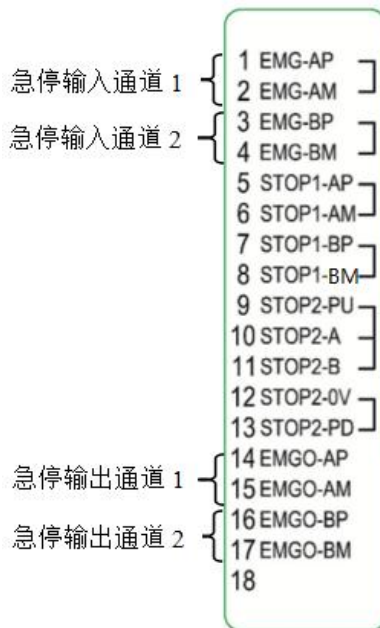 1 EMG-AP
急停输入通道 1
2 EMG-AM
3 EMG-BP
急停输入通道 2
4 EMG-BM
5 STOP1-AP
6 STOP1-AM
7 STOP1-BP
8 STOP1-BM
9 STOP2-PU
10 STOP2-A
11 STOP2-B
12 STOP2-0V
13 STOP2-PD
14 EMGO-AP
急停输出通道 1
15 EMGO-AM
16 EMGO-BP
急停输出通道 2
17 EMGO-BM
18